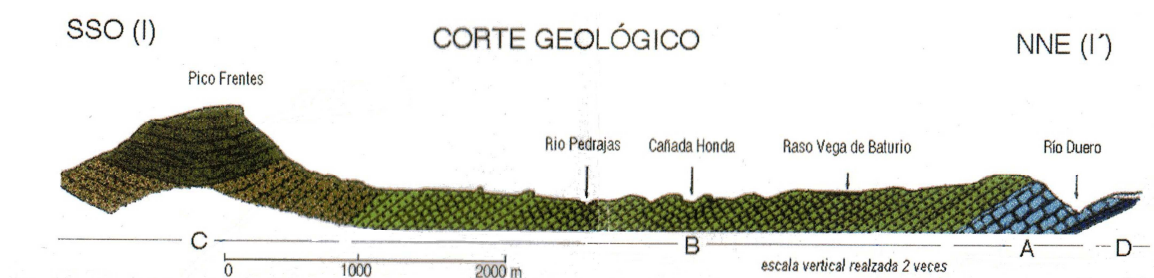 SSO (I)
CORTE GEOLÓGICO
NNE (I´)
Pico Frentes
Rio Pedrajas
Cañada Honda
Raso Vega de Baturio
Río Duero
C
B
A
D
0
1000
2000 m
escala vertical realzada 2 veces